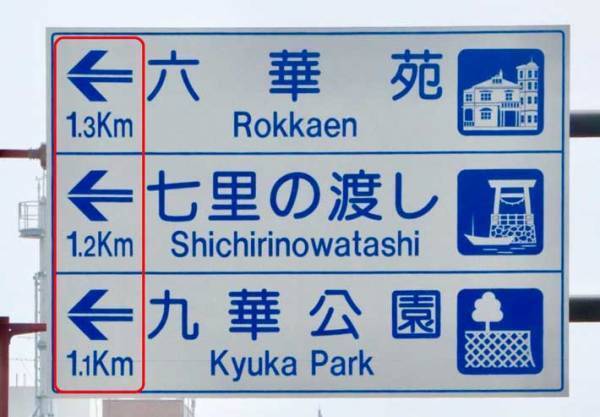 六華苑
1.3Km Rokkaen
七里の渡し
1.2Km Shichirinowatashi
九華公園
1.1Km Kyuka Park